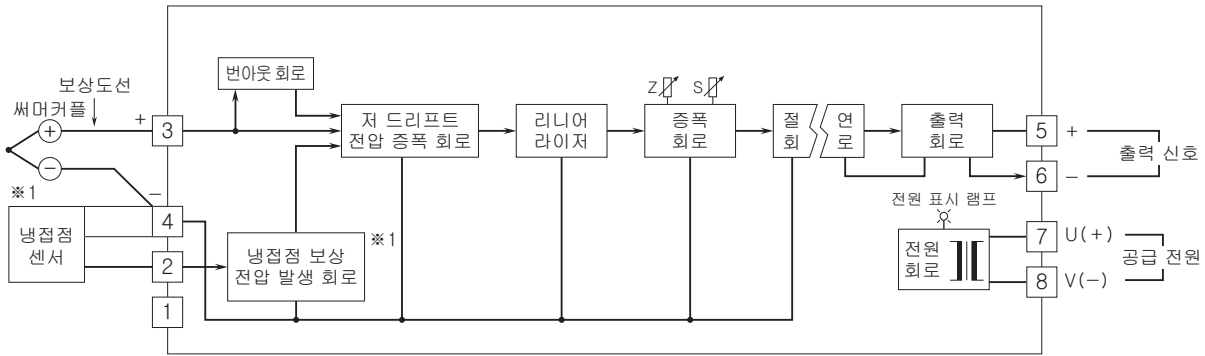 보상도선
써머커플
+
+
−
−
※1
냉접점
센서
3
4
2
1
번아웃 회로
저 드리프트
전압 증폭 회로
냉접점 보상
전압 발생 회로
※1
리니어
라이저
Z
S
증폭
회로
절 연
회 로
출력
회로
전원 표시 램프
전원
회로
5
+
6
−
출력 신호
7
U(+)
8
V(−)
공급 전원